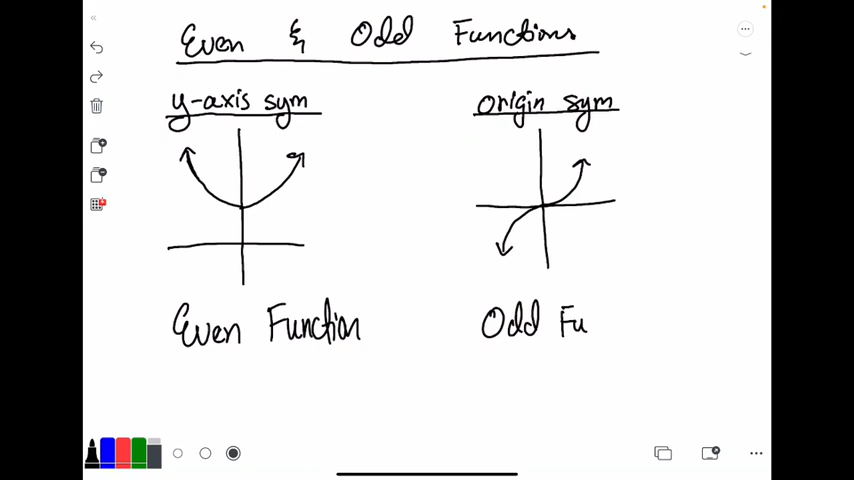 Even & Odd Functions
y-axis sym
origin sym
Even Function
Odd Fu